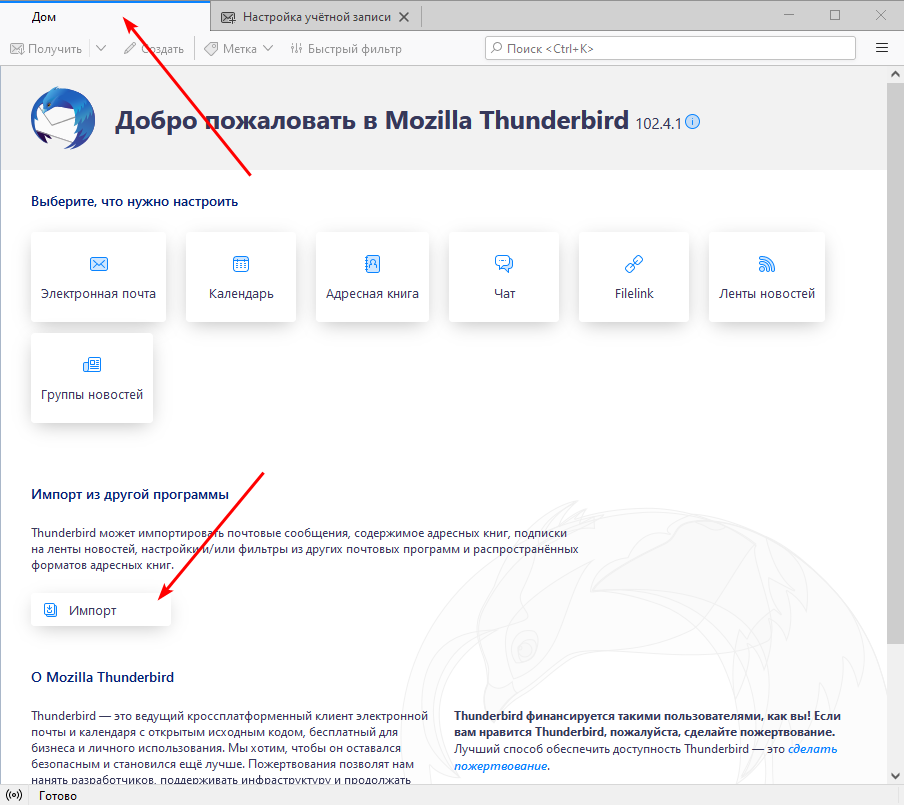 Дом
Настройка учётной записи
Получить
Создать
Метка
Быстрый фильтр
Поиск <Ctrl+K>
Добро пожаловать в Mozilla Thunderbird 102.4.1
Выберите, что нужно настроить
Электронная почта
Календарь
Адресная книга
Чат
Filelink
Ленты новостей
Группы новостей
Импорт из другой программы
Thunderbird может импортировать почтовые сообщения, содержимое адресных книг, подписки
на ленты новостей, настройки и/или фильтры из других почтовых программ и распространённых
форматов адресных книг.
Импорт
О Mozilla Thunderbird
Thunderbird — это ведущий кроссплатформенный клиент электронной
почты и календаря с открытым исходным кодом, бесплатный для
бизнеса и личного использования. Мы хотим, чтобы он оставался
безопасным и становился ещё лучше. Пожертвования позволят нам
нанять разработчиков, поддерживать инфраструктуру и продолжать
Thunderbird финансируется такими пользователями, как вы! Если
вам нравится Thunderbird, пожалуйста, сделайте пожертвование.
Лучший способ обеспечить доступность Thunderbird — это сделать
пожертвование.
Готово